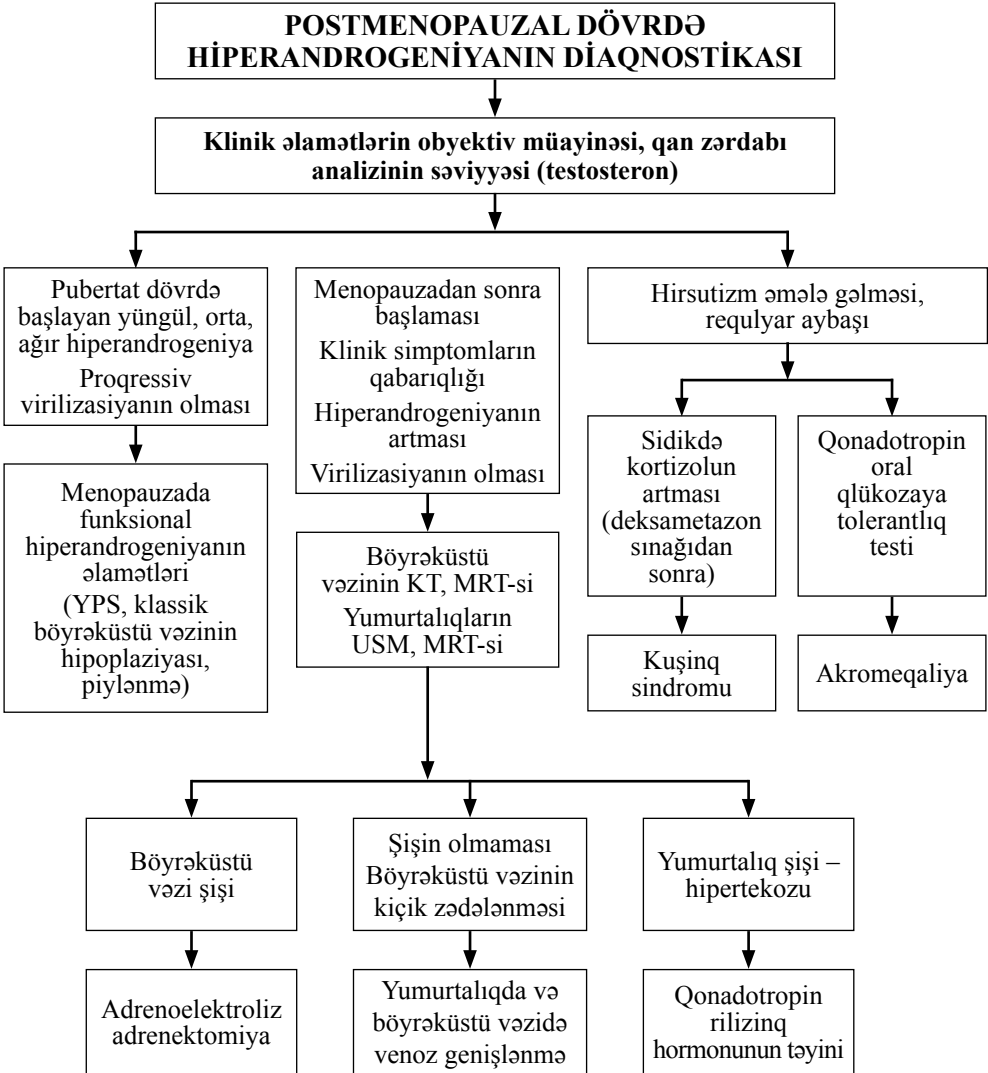 POSTMENOPAUZAL DÖVRDƏ
HİPERANDROGENİYANIN DİAQNOSTİKASI
Klinik əlamətlərin obyektiv müayinəsi, qan zərdabı
analizinin səviyyəsi (testosteron)
Pubertat dövrdə
başlayan yüngül, orta,
ağır hiperandrogeniya
Proqressiv
virilizasiyanın olması
Menopauzada
funksional
hiperandrogeniyanın
əlamətləri
(YPS, klassik
böyrəküstü vəzinin
hipoplaziyası,
piylənmə)
Menopauzadan sonra
başlaması
Klinik simptomların
qabarıqlığı
Hiperandrogeniyanın
artması
Virilizasiyanın olması
Böyrəküstü
vəzinin KT, MRT-si
Yumurtalıqların
USM, MRT-si
Hirsutizm əmələ gəlməsi,
requlyar aybaşı
Sidikdə
kortizolun
artması
(deksametazon
sınağıdan
sonra)
Kuşinq
sindromu
Qonadotropin
oral
qlükozaya
tolerantlıq
testi
Akromeqaliya
Böyrəküstü
vəzi şişi
Adrenoelektroliz
adrenektomiya
Şişin olmaması
Böyrəküstü vəzinin
kiçik zədələnməsi
Yumurtalıqda və
böyrəküstü vəzidə
venoz genişlənmə
Yumurtalıq şişi –
hipertekozu
Qonadotropin
rilizinq
hormonunun təyini